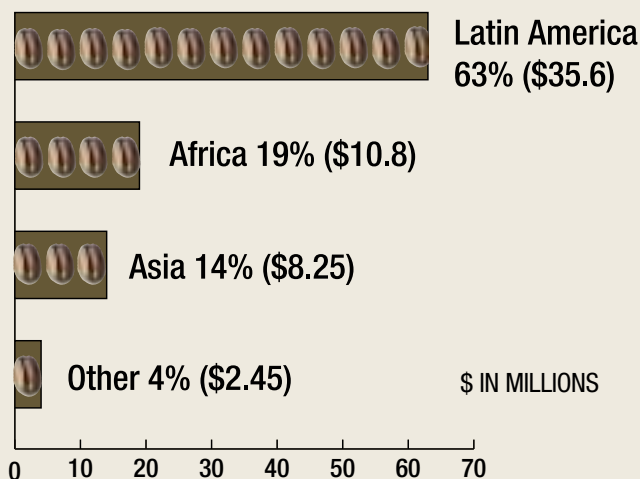 Latin America
63% ($35.6)
Africa 19% ($10.8)
Asia 14% ($8.25)
Other 4% ($2.45)
$ IN MILLIONS
0 10 20 30 40 50 60 70